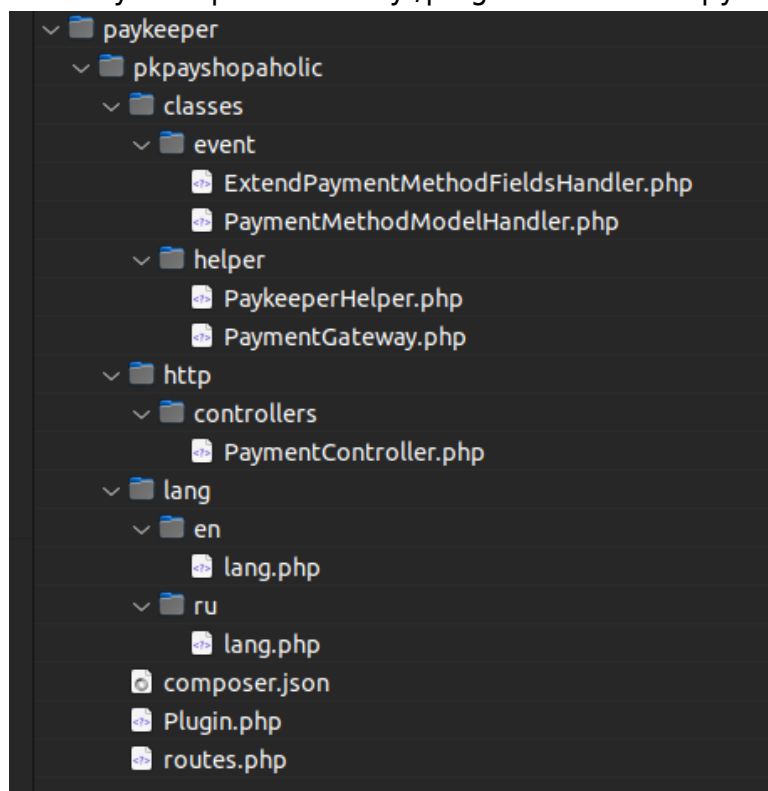 paykeeper
pkpayshopaholic
classes
event
ExtendPaymentMethodFieldsHandler.php
PaymentMethodModelHandler.php
helper
PaykeeperHelper.php
PaymentGateway.php
http
controllers
PaymentController.php
lang
en
lang.php
ru
lang.php
composer.json
Plugin.php
routes.php